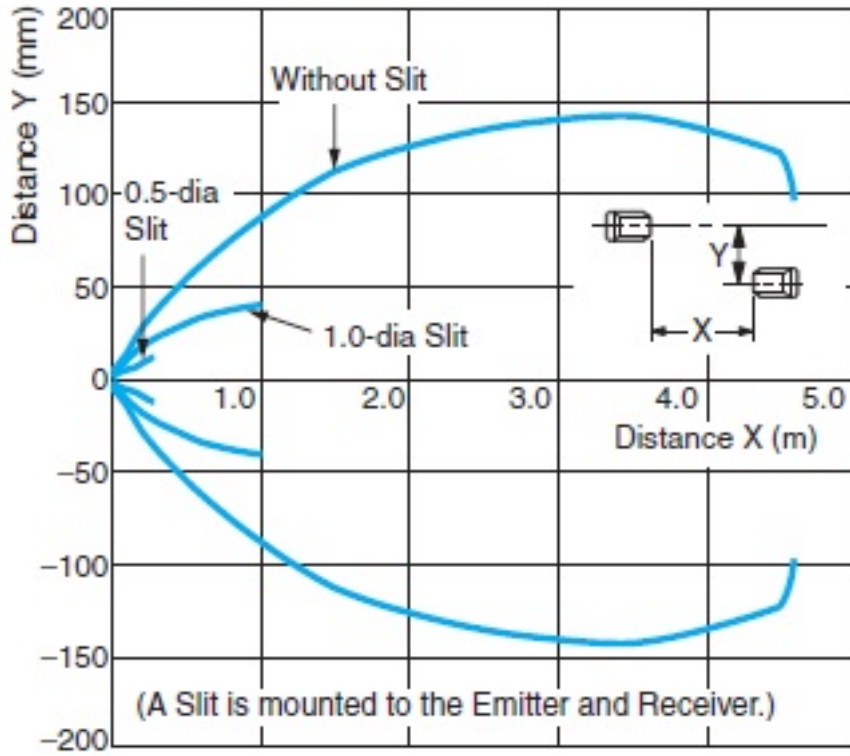 Distance Y (mm)
200
150
100
50
0
−50
−100
−150
−200
Without Slit
0.5-dia
Slit
1.0-dia Slit
Y
X
1.0
2.0
3.0
4.0
5.0
Distance X (m)
(A Slit is mounted to the Emitter and Receiver.)